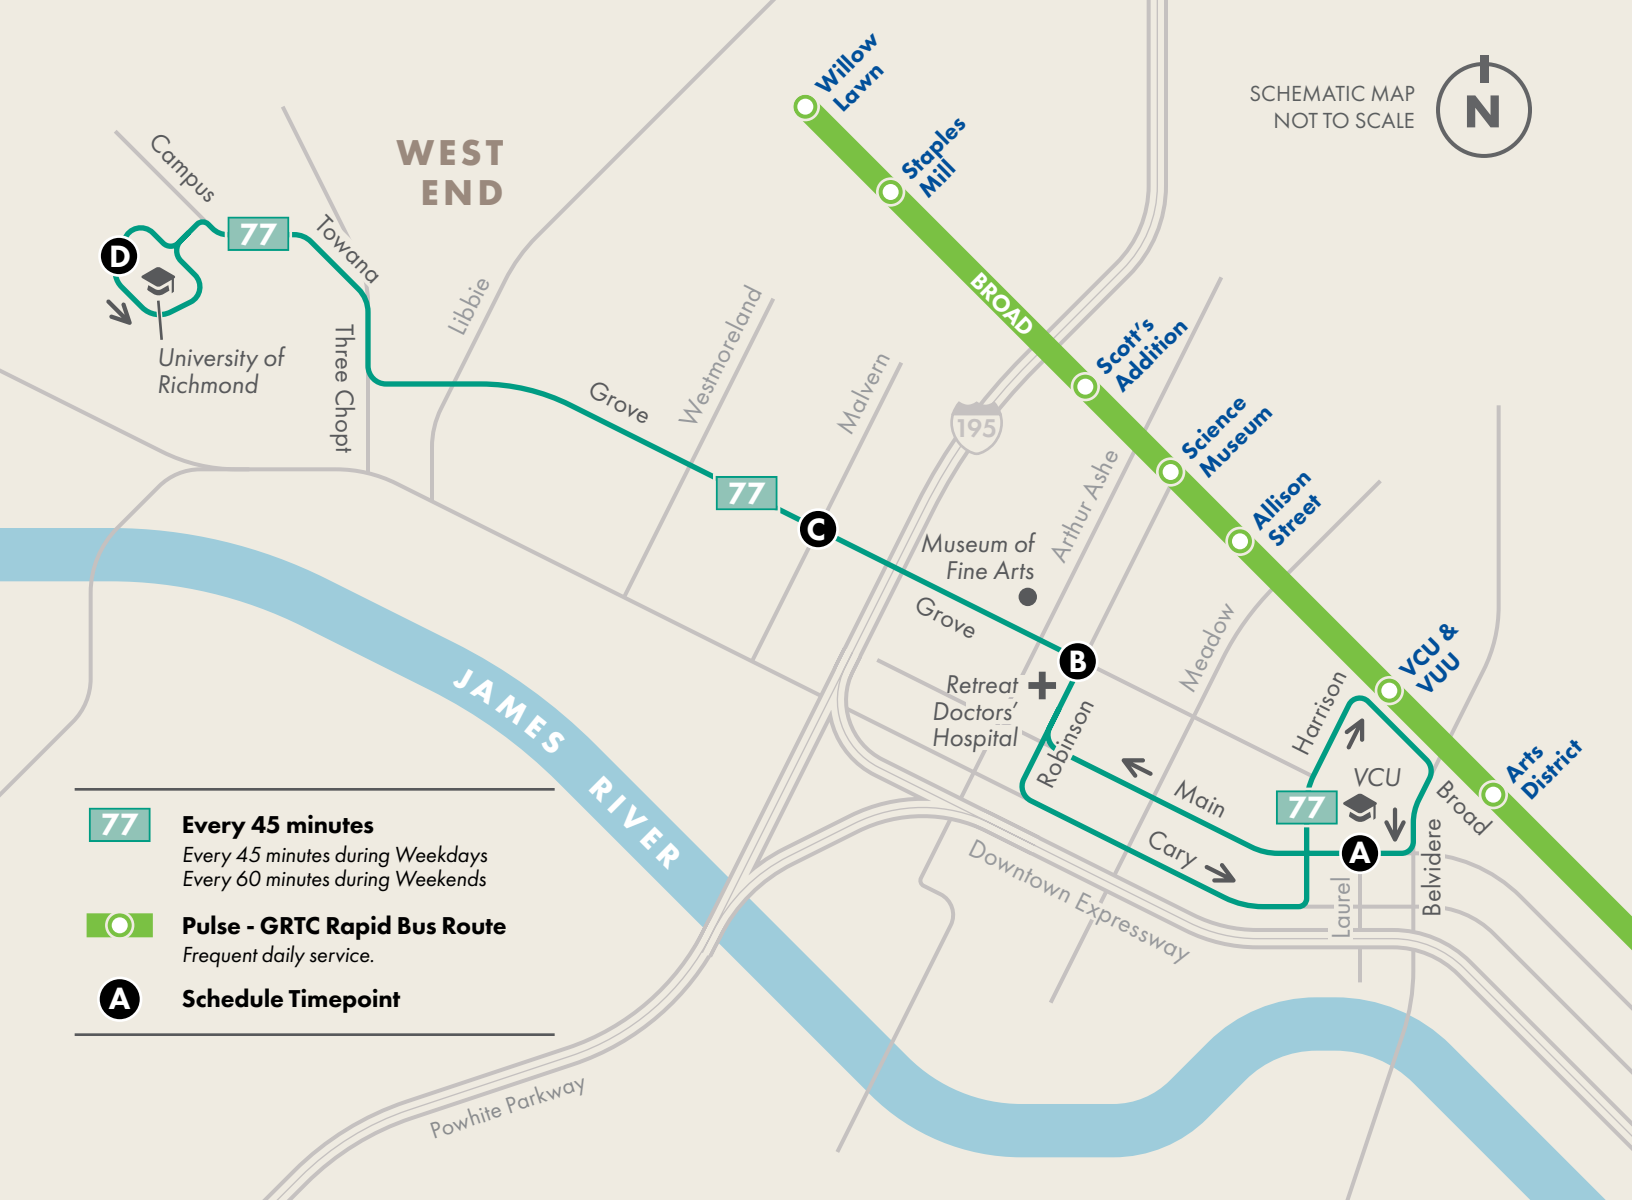 Willow
Lawn
Staples
Mill
SCHEMATIC MAP
NOT TO SCALE
N
WEST
END
Campus
77
D
Towana
University of
Richmond
Three Chopt
Libbie
Westmoreland
Malvern
Grove
77
C
BROAD
195
Scott's
Addition
Science
Museum
Allison
Street
Arthur Ashe
Museum of
Fine Arts
Grove
B
Retreat
Doctors'
Hospital
Robinson
Meadow
VCU &
VUU
Harrison
VCU
Arts
District
Main
77
Broad
Cary
A
Laurel
Belvidere
Downtown Expressway
JAMES RIVER
Powhite Parkway
77
Every 45 minutes
Every 45 minutes during Weekdays
Every 60 minutes during Weekends
Pulse - GRTC Rapid Bus Route
Frequent daily service.
A
Schedule Timepoint